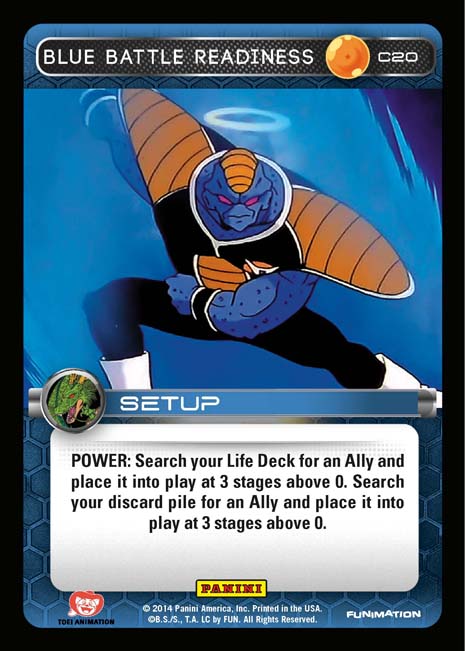 BLUE BATTLE READINESS C20
SETUP
POWER: Search your Life Deck for an Ally and
place it into play at 3 stages above 0. Search
your discard pile for an Ally and place it into
play at 3 stages above 0.
PANINI
TOEI ANIMATION
© 2014 Panini America, Inc. Printed in the USA.
©B.S./S., T.A. LC by FUN. All Rights Reserved.
FUNIMATION